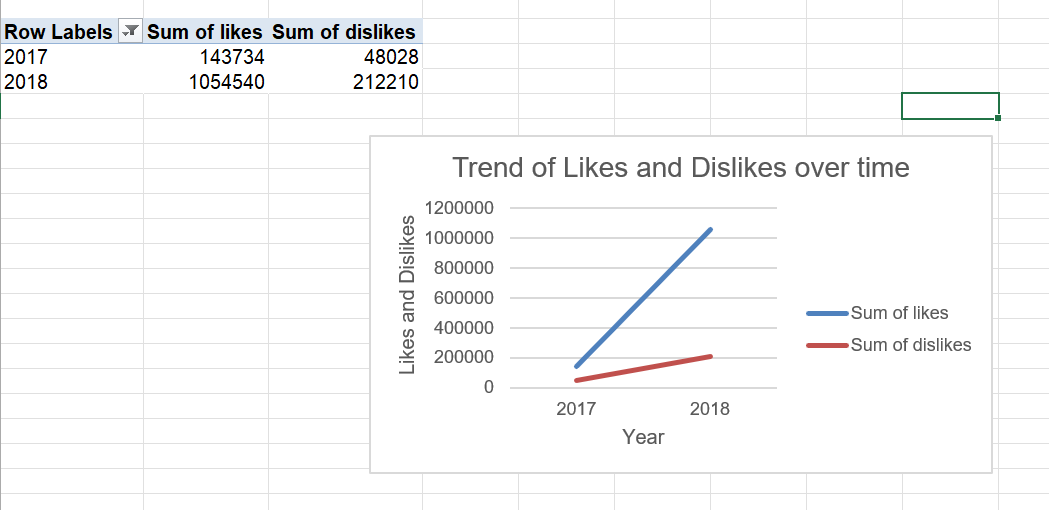 Row Labels Sum of likes Sum of dislikes
2017 143734 48028
2018 1054540 212210
Trend of Likes and Dislikes over time
Likes and Dislikes
1200000
1000000
800000
600000
400000
200000
0
2017 2018
Year
Sum of likes
Sum of dislikes